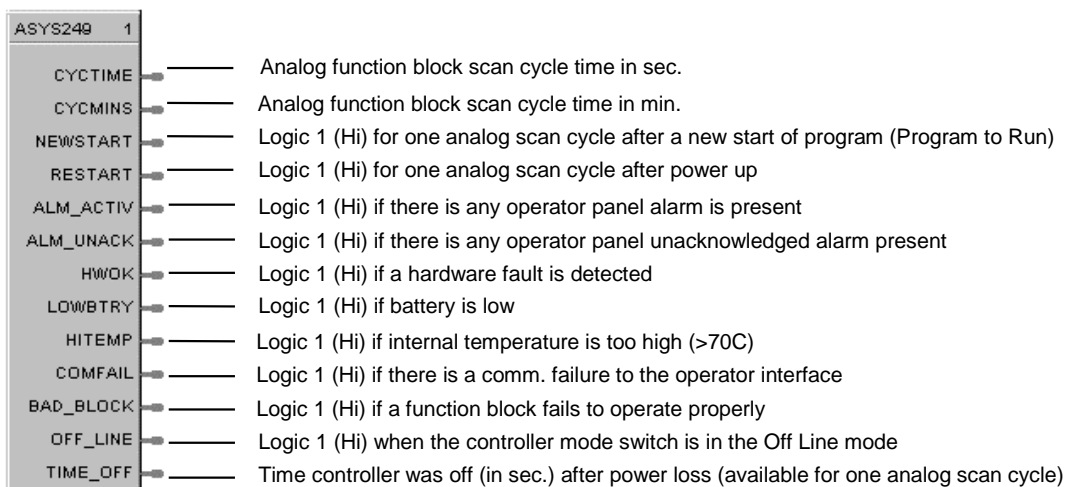 ASYS249 1
CYCTIME Analog function block scan cycle time in sec.
CYCMINS Analog function block scan cycle time in min.
NEWSTART Logic 1 (Hi) for one analog scan cycle after a new start of program (Program to Run)
RESTART Logic 1 (Hi) for one analog scan cycle after power up
ALM_ACTIV Logic 1 (Hi) if there is any operator panel alarm is present
ALM_UNACK Logic 1 (Hi) if there is any operator panel unacknowledged alarm present
HWOK Logic 1 (Hi) if a hardware fault is detected
LOWBTRY Logic 1 (Hi) if battery is low
HITEMP Logic 1 (Hi) if internal temperature is too high (>70C)
COMFAIL Logic 1 (Hi) if there is a comm. failure to the operator interface
BAD_BLOCK Logic 1 (Hi) if a function block fails to operate properly
OFF_LINE Logic 1 (Hi) when the controller mode switch is in the Off Line mode
TIME_OFF Time controller was off (in sec.) after power loss (available for one analog scan cycle)